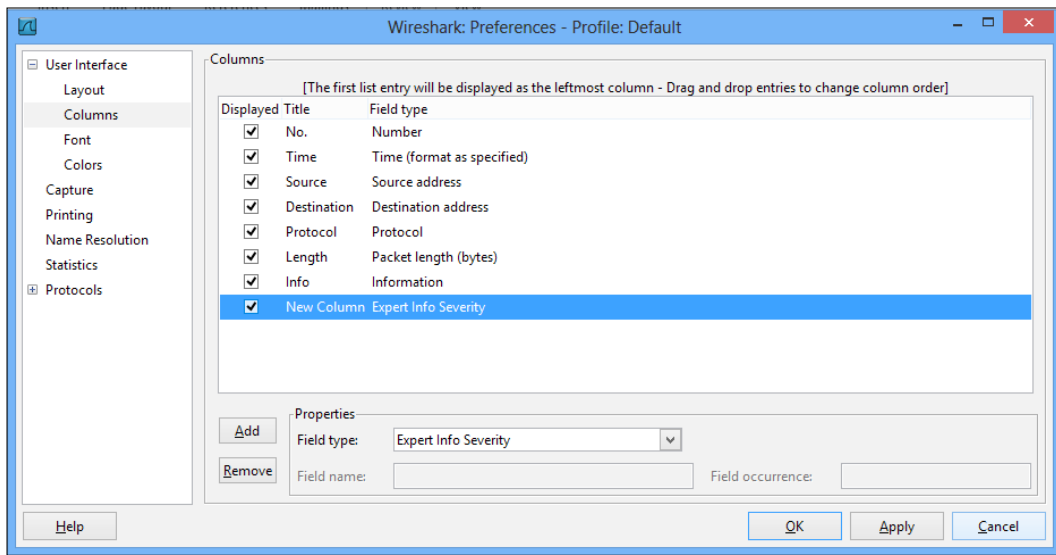 Wireshark: Preferences - Profile: Default
User Interface
Layout
Columns
Font
Colors
Capture
Printing
Name Resolution
Statistics
Protocols
Columns
[The first list entry will be displayed as the leftmost column - Drag and drop entries to change column order]
Displayed Title Field type
No. Number
Time Time (format as specified)
Source Source address
Destination Destination address
Protocol Protocol
Length Packet length (bytes)
Info Information
New Column Expert Info Severity
Add
Remove
Properties
Field type: Expert Info Severity
Field name: Field occurrence:
Help OK Apply Cancel